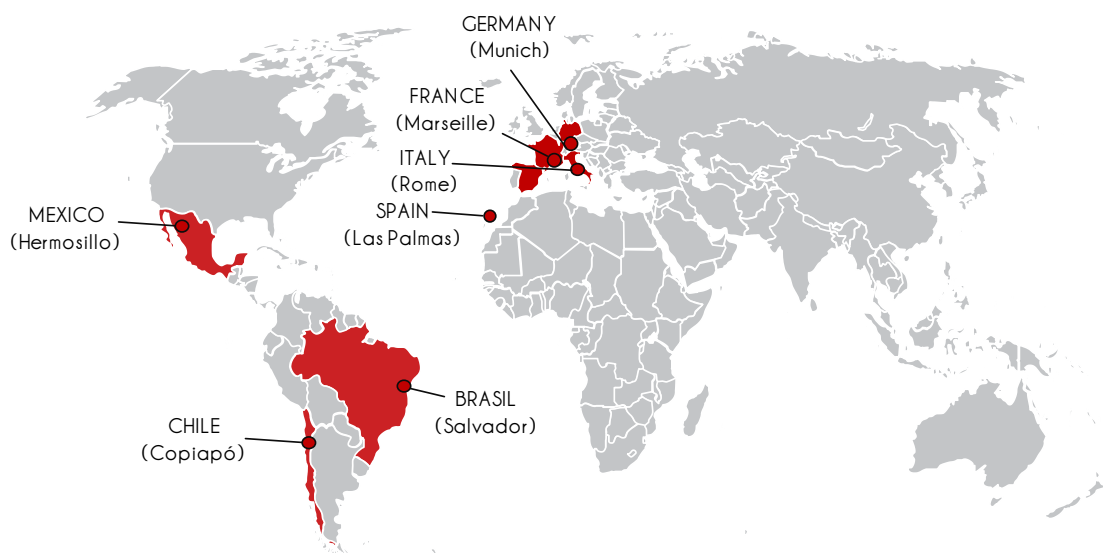 GERMANY
(Munich)
FRANCE
(Marseille)
ITALY
(Rome)
SPAIN
(Las Palmas)
MEXICO
(Hermosillo)
BRASIL
(Salvador)
CHILE
(Copiapó)